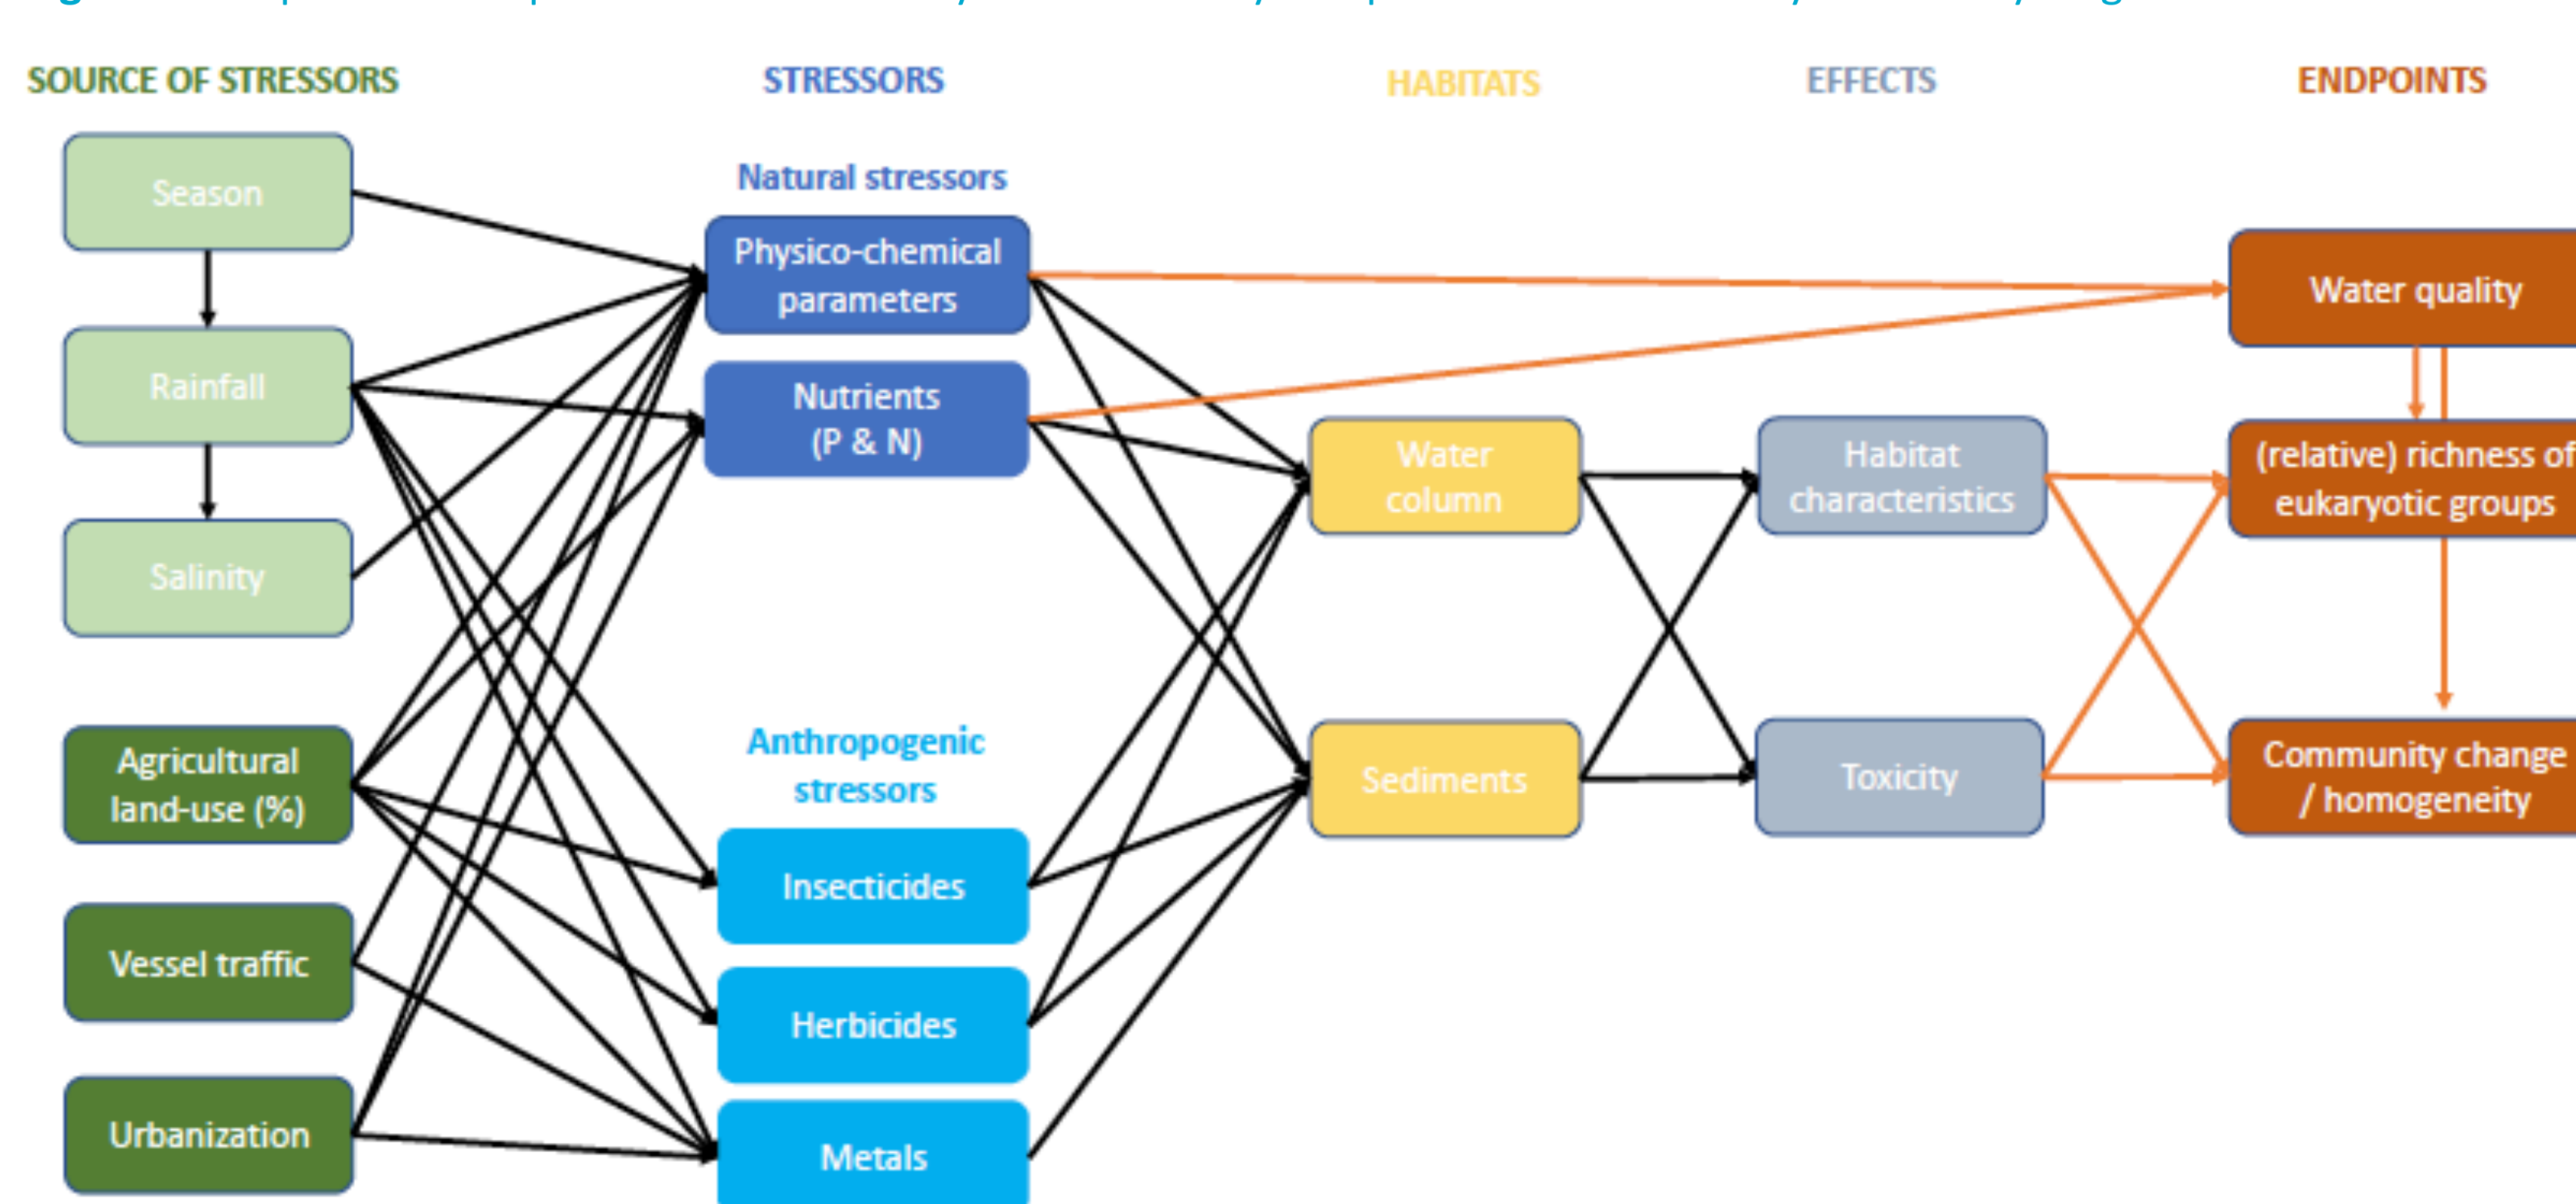 SOURCE OF STRESSORS
STRESSORS
HABITATS
EFFECTS
ENDPOINTS
Season
Rainfall
Salinity
Agricultural
land-use (%)
Vessel traffic
Urbanization
Natural stressors
Physico-chemical
parameters
Nutrients
(P & N)
Anthropogenic
stressors
Insecticides
Herbicides
Metals
Water
column
Sediments
Habitat
characteristics
Toxicity
Water quality
(relative) richness of
eukaryotic groups
Community change
/ homogeneity